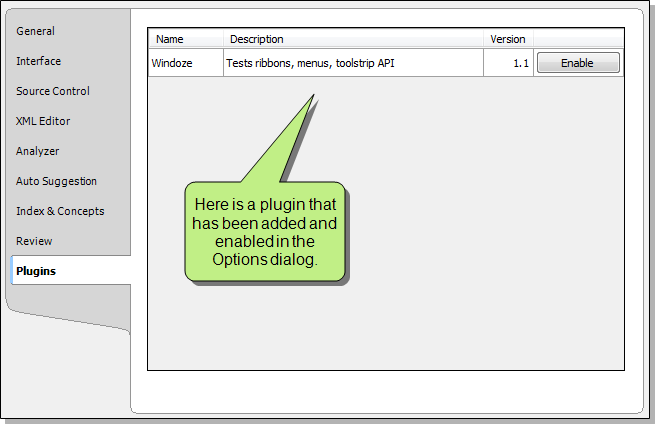 General
Interface
Source Control
XML Editor
Analyzer
Auto Suggestion
Index & Concepts
Review
Plugins
Name Description Version
Windoze Tests ribbons, menus, toolstrip API 1.1 Enable
Here is a plugin that
has been added and
enabled in the
Options dialog.